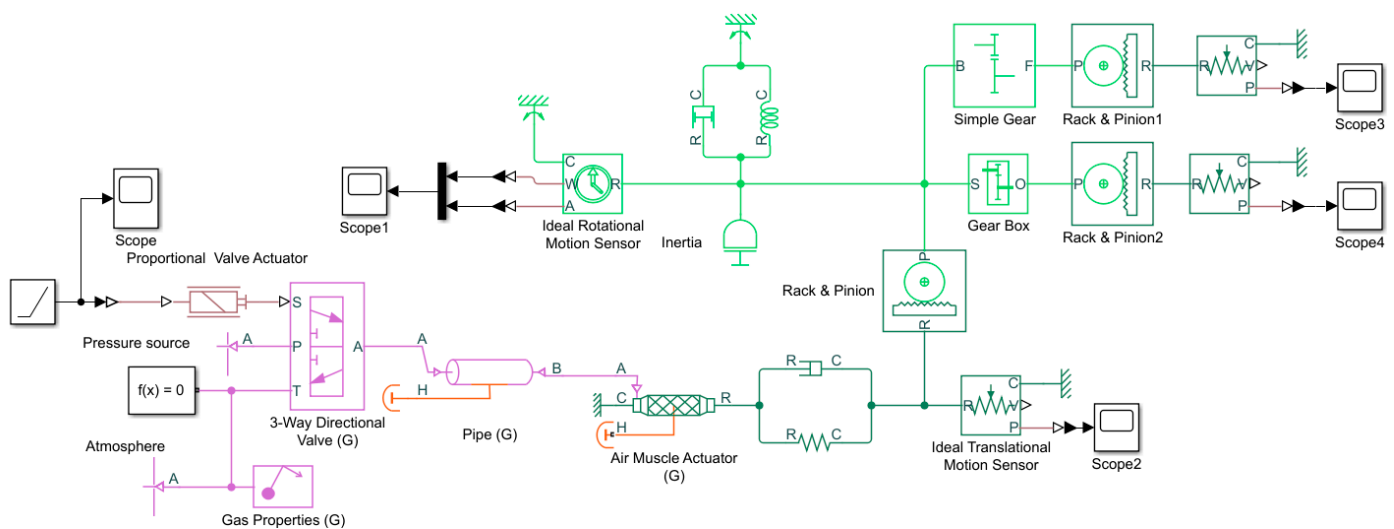 C
R
C
R
B
F
Simple Gear
P
R
Rack & Pinion1
R
C
V
P
Scope3
S
O
Gear Box
P
R
Rack & Pinion2
R
C
V
P
Scope4
C
W
A
R
Ideal Rotational
Motion Sensor
Inertia
Scope1
Scope
Proportional Valve Actuator
S
P
T
A
3-Way Directional
Valve (G)
Pressure source
A
f(x) = 0
Atmosphere
A
Gas Properties (G)
A
B
H
Pipe (G)
A
C
R
H
Air Muscle Actuator
(G)
R
C
R
C
P
R
Rack & Pinion
R
C
V
P
Ideal Translational
Motion Sensor
Scope2